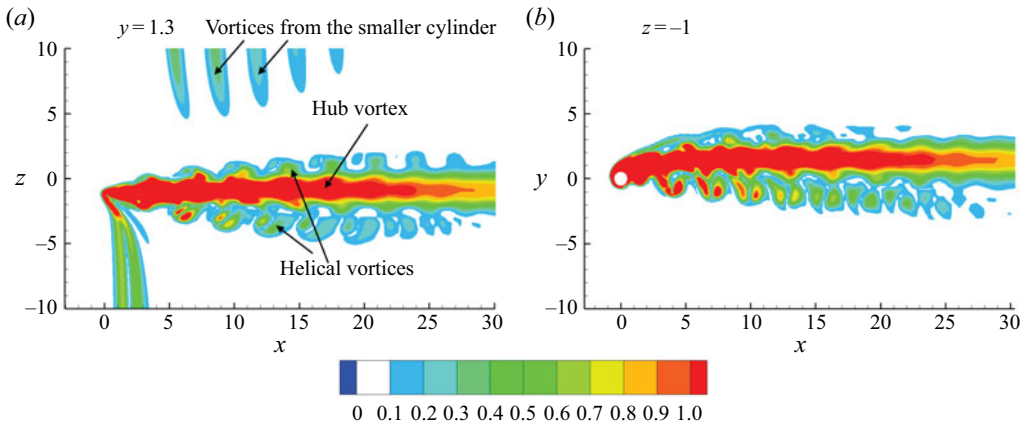 (a)
y = 1.3
Vortices from the smaller cylinder
10
5
z
0
–5
–10
Hub vortex
Helical vortices
0 5 10 15 20 25 30
x
(b)
z = –1
10
5
y
0
–5
–10
0 5 10 15 20 25 30
x
0 0.1 0.2 0.3 0.4 0.5 0.6 0.7 0.8 0.9 1.0